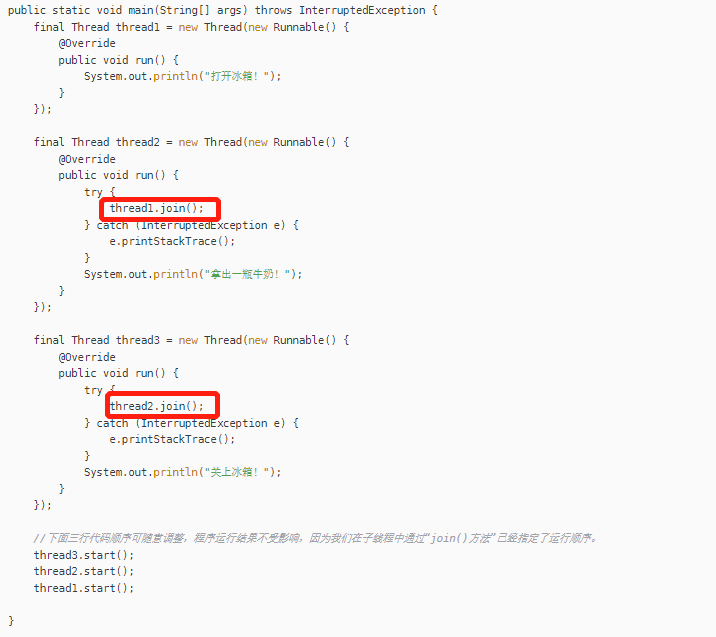 public static void main(String[] args) throws InterruptedException {
final Thread thread1 = new Thread(new Runnable() {
@Override
public void run() {
System.out.println("打开冰箱！");
}
});
final Thread thread2 = new Thread(new Runnable() {
@Override
public void run() {
try {
thread1.join();
} catch (InterruptedException e) {
e.printStackTrace();
}
System.out.println("拿出一瓶牛奶！");
}
});
final Thread thread3 = new Thread(new Runnable() {
@Override
public void run() {
try {
thread2.join();
} catch (InterruptedException e) {
e.printStackTrace();
}
System.out.println("关上冰箱！");
}
});
//下面三行代码顺序可随意调整，程序运行结果不受影响，因为我们在子线程中通过“join()方法”已经指定了运行顺序。
thread3.start();
thread2.start();
thread1.start();
}